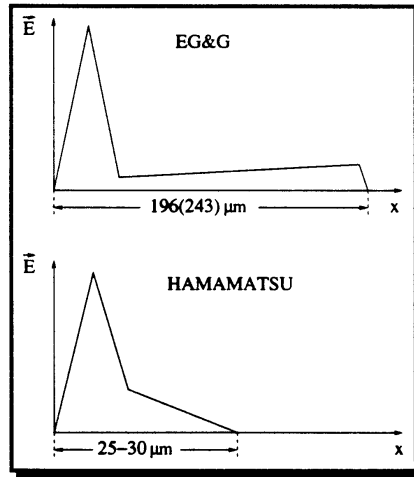 E⃗
EG&G
196(243) μm
x
E⃗
HAMAMATSU
25-30 μm
x